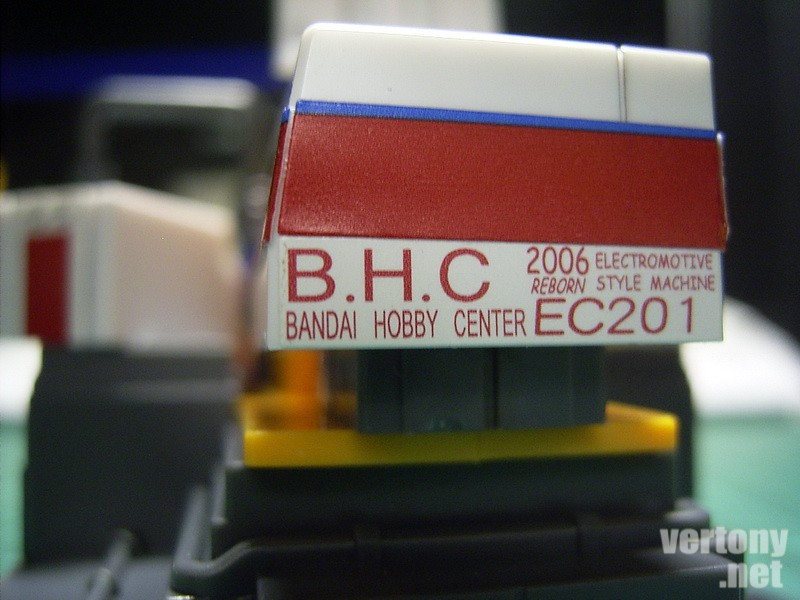 B.H.C
BANDAI HOBBY CENTER
2006 ELECTROMOTIVE
REBORN STYLE MACHINE
EC201
vertony
.net